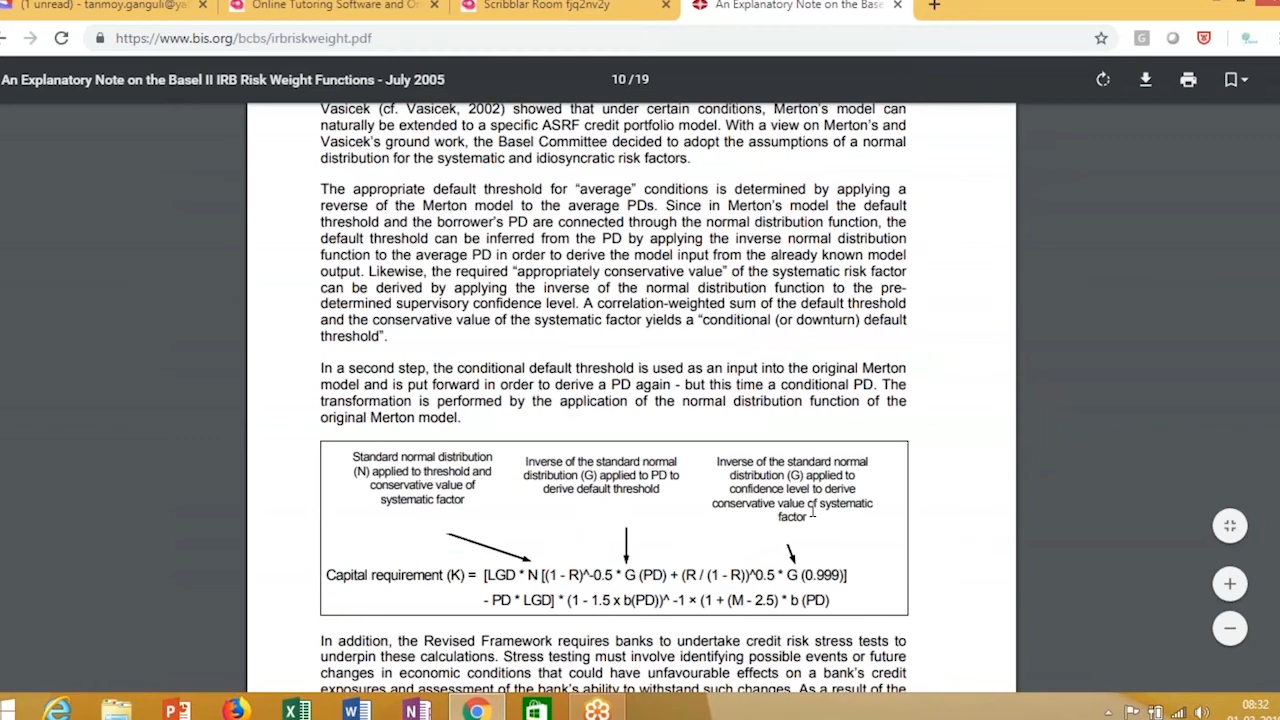 (1 unread) - tanmoy.ganguli@ya
Online Tutoring Software and On
Scribblar Room fjq2nv2y
An Explanatory Note on the Base
https://www.bis.org/bcbs/irbriskweight.pdf
An Explanatory Note on the Basel II IRB Risk Weight Functions - July 2005
10 / 19
Vasicek (cf. Vasicek, 2002) showed that under certain conditions, Merton's model can
naturally be extended to a specific ASRF credit portfolio model. With a view on Merton's and
Vasicek's ground work, the Basel Committee decided to adopt the assumptions of a normal
distribution for the systematic and idiosyncratic risk factors.
The appropriate default threshold for “average” conditions is determined by applying a
reverse of the Merton model to the average PDs. Since in Merton's model the default
threshold and the borrower's PD are connected through the normal distribution function, the
default threshold can be inferred from the PD by applying the inverse normal distribution
function to the average PD in order to derive the model input from the already known model
output. Likewise, the required “appropriately conservative value” of the systematic risk factor
can be derived by applying the inverse of the normal distribution function to the pre-
determined supervisory confidence level. A correlation-weighted sum of the default threshold
and the conservative value of the systematic factor yields a “conditional (or downturn) default
threshold”.
In a second step, the conditional default threshold is used as an input into the original Merton
model and is put forward in order to derive a PD again - but this time a conditional PD. The
transformation is performed by the application of the normal distribution function of the
original Merton model.
Standard normal distribution
(N) applied to threshold and
conservative value of
systematic factor
Inverse of the standard normal
distribution (G) applied to PD to
derive default threshold
Inverse of the standard normal
distribution (G) applied to
confidence level to derive
conservative value of systematic
factor
Capital requirement (K) = [LGD * N [(1 - R)^-0.5 * G (PD) + (R / (1 - R))^0.5 * G (0.999)]
- PD * LGD] * (1 - 1.5 x b(PD))^ -1 × (1 + (M - 2.5) * b (PD)
In addition, the Revised Framework requires banks to undertake credit risk stress tests to
underpin these calculations. Stress testing must involve identifying possible events or future
changes in economic conditions that could have unfavourable effects on a bank's credit
exposures and assessment of the bank's ability to withstand such changes. As a result of the
08:32